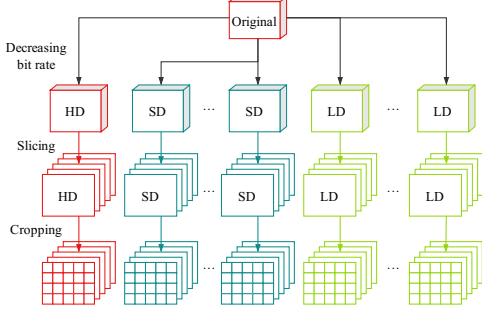 Original
Decreasing
bit rate
HD
SD
...
SD
LD
...
LD
Slicing
HD
SD
...
SD
LD
...
LD
Cropping
...
...